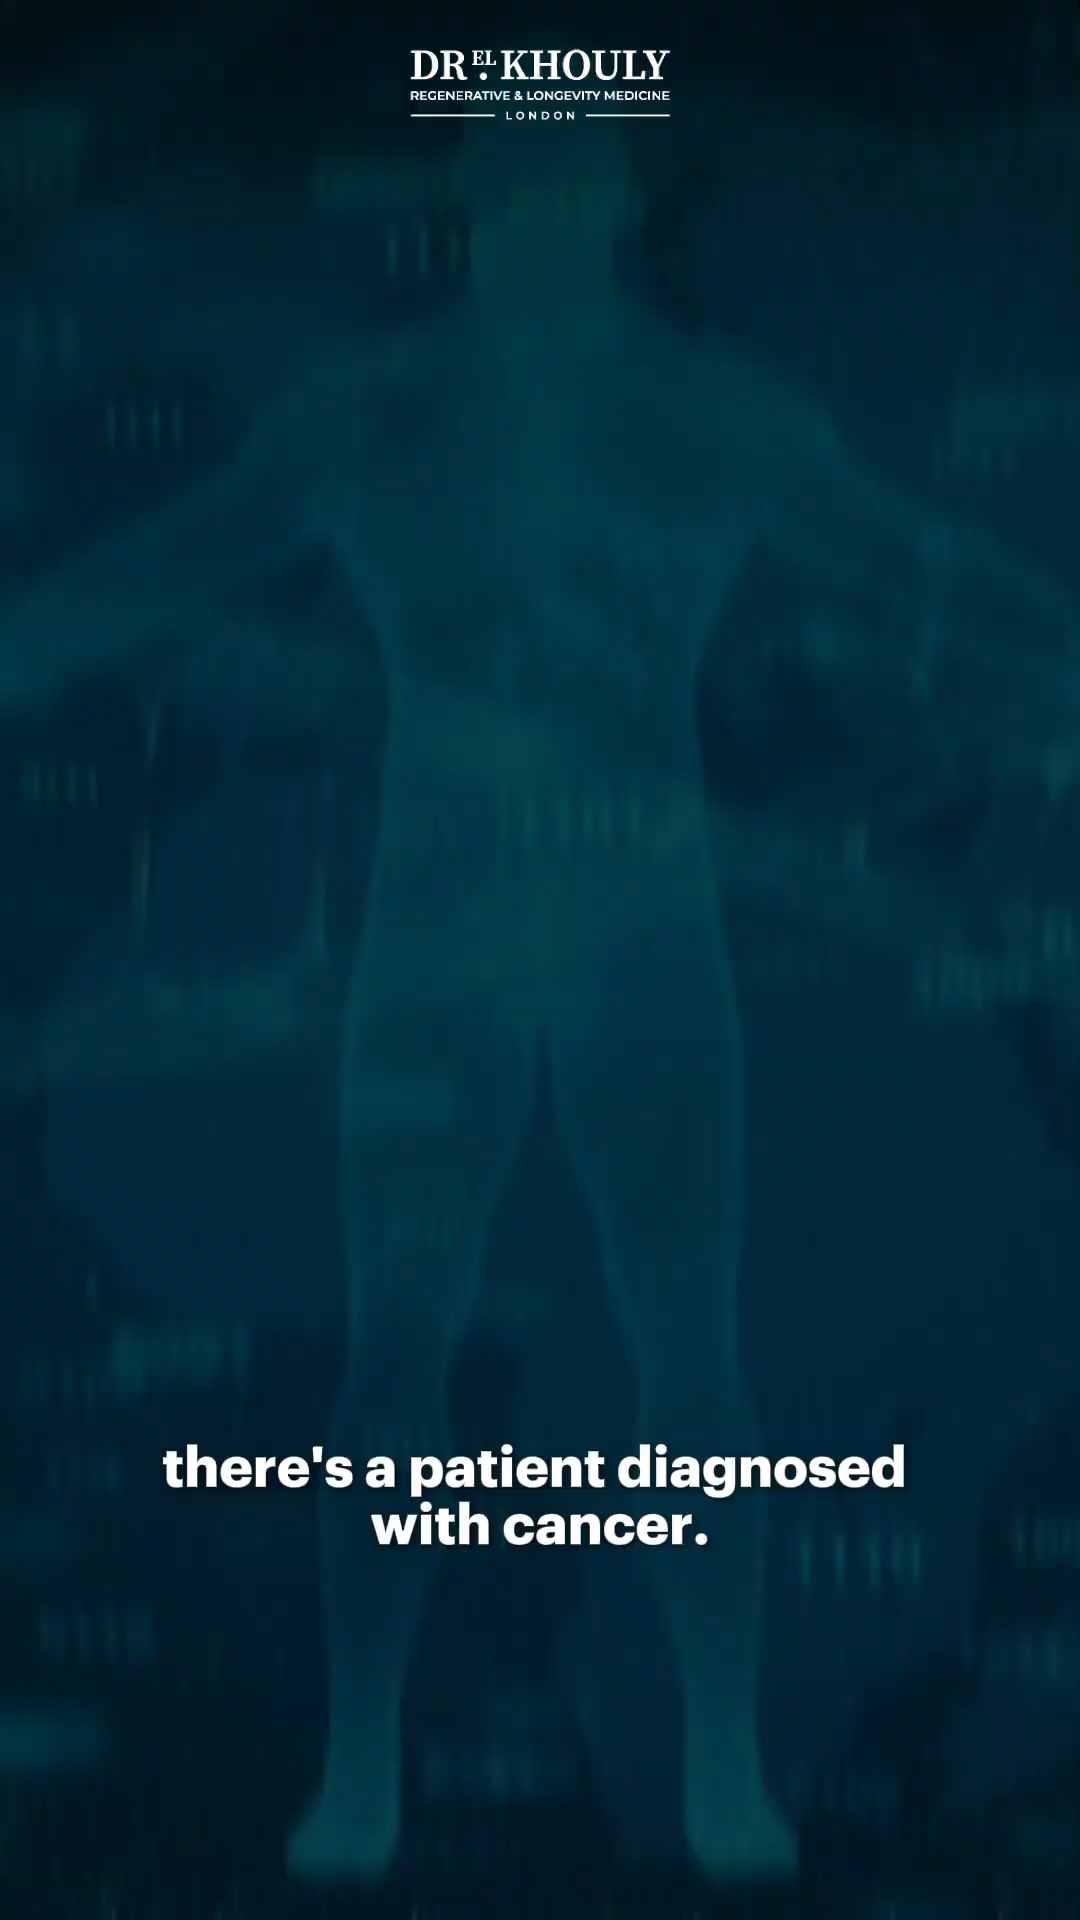 DR. EL KHOULY
REGENERATIVE & LONGEVITY MEDICINE
LONDON
there's a patient diagnosed
with cancer.